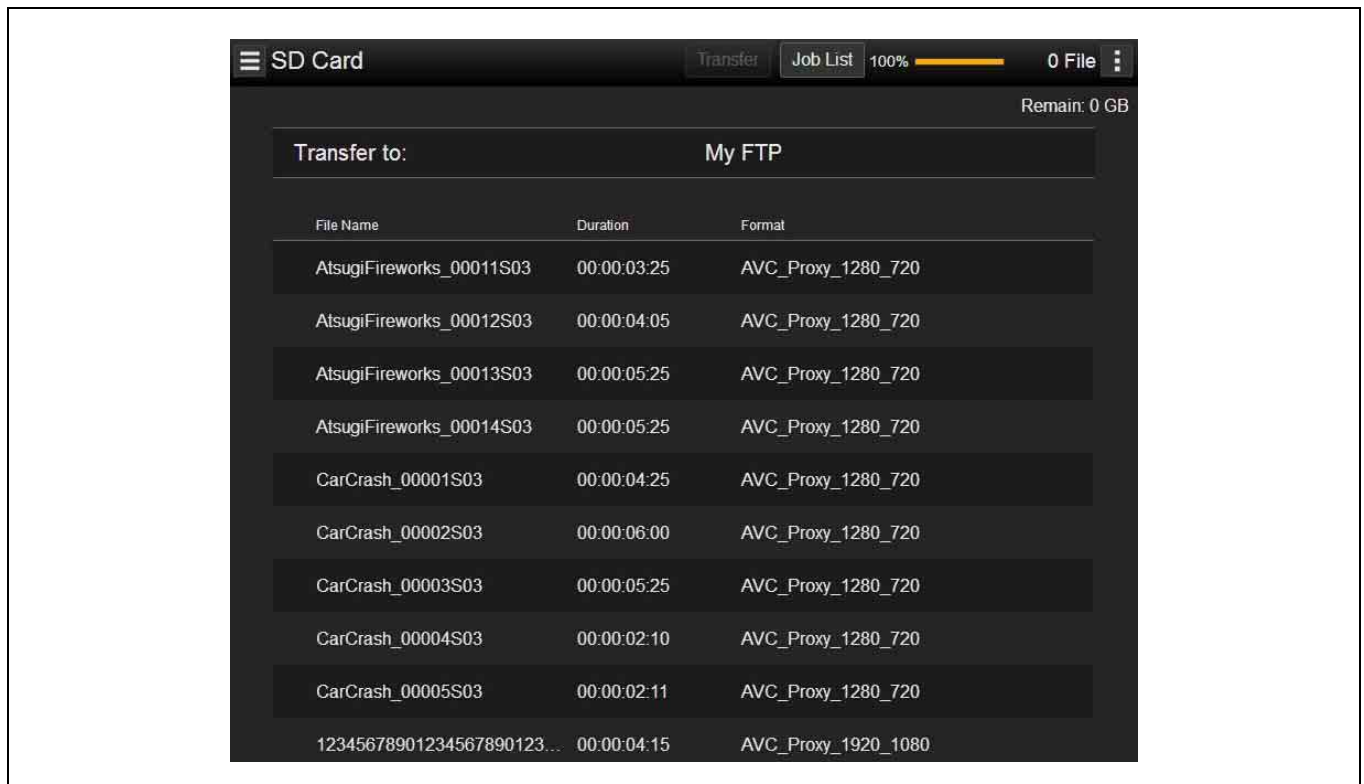 SD Card Transfer Job List 100% 0 File
Remain: 0 GB
Transfer to: My FTP
File Name Duration Format
AtsugiFireworks_00011S03 00:00:03:25 AVC_Proxy_1280_720
AtsugiFireworks_00012S03 00:00:04:05 AVC_Proxy_1280_720
AtsugiFireworks_00013S03 00:00:05:25 AVC_Proxy_1280_720
AtsugiFireworks_00014S03 00:00:05:25 AVC_Proxy_1280_720
CarCrash_00001S03 00:00:04:25 AVC_Proxy_1280_720
CarCrash_00002S03 00:00:06:00 AVC_Proxy_1280_720
CarCrash_00003S03 00:00:05:25 AVC_Proxy_1280_720
CarCrash_00004S03 00:00:02:10 AVC_Proxy_1280_720
CarCrash_00005S03 00:00:02:11 AVC_Proxy_1280_720
12345678901234567890123... 00:00:04:15 AVC_Proxy_1920_1080